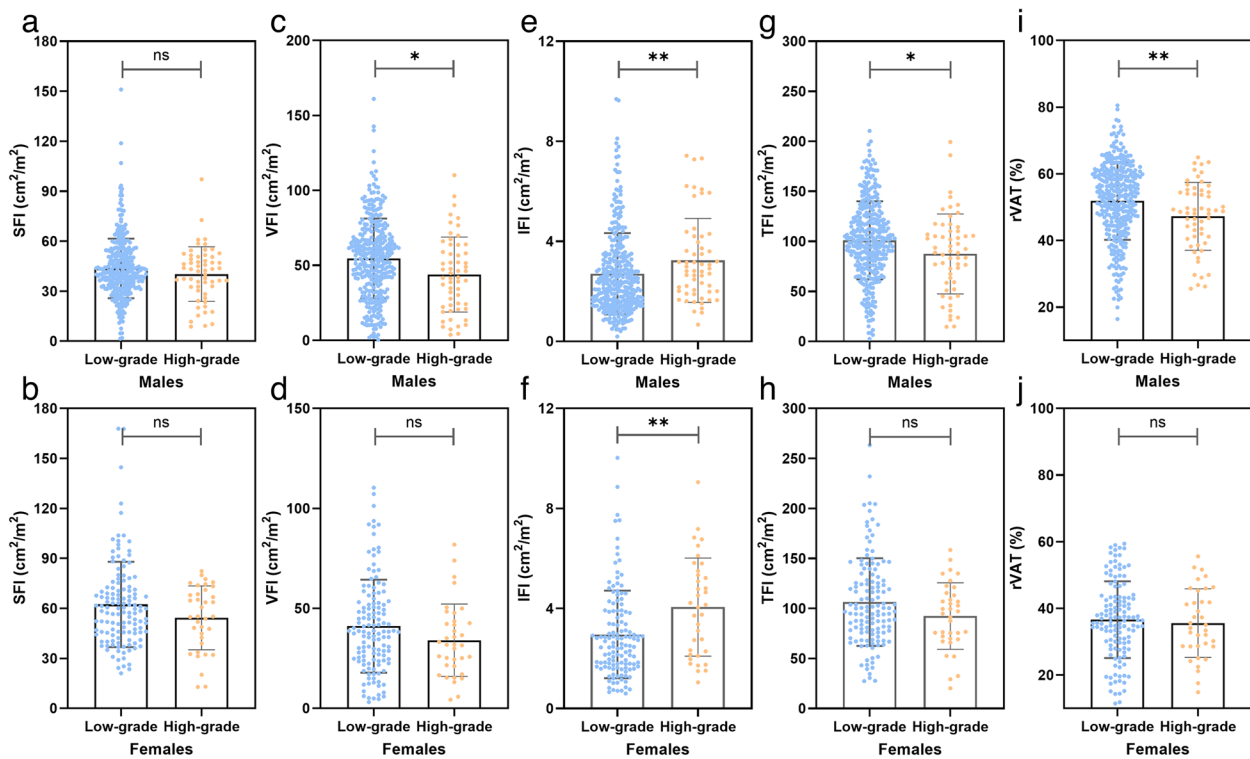 a
180
150
120
90
60
30
0
SFI (cm²/m²)
ns
Low-grade High-grade
Males
c
200
150
100
50
0
VFI (cm²/m²)
*
Low-grade High-grade
Males
e
12
8
4
0
IFI (cm²/m²)
**
Low-grade High-grade
Males
g
300
250
200
150
100
50
0
TFI (cm²/m²)
*
Low-grade High-grade
Males
i
100
80
60
40
20
rVAT (%)
**
Low-grade High-grade
Males
b
180
150
120
90
60
30
0
SFI (cm²/m²)
ns
Low-grade High-grade
Females
d
150
100
50
0
VFI (cm²/m²)
ns
Low-grade High-grade
Females
f
12
8
4
0
IFI (cm²/m²)
**
Low-grade High-grade
Females
h
300
250
200
150
100
50
0
TFI (cm²/m²)
ns
Low-grade High-grade
Females
j
100
80
60
40
20
rVAT (%)
ns
Low-grade High-grade
Females